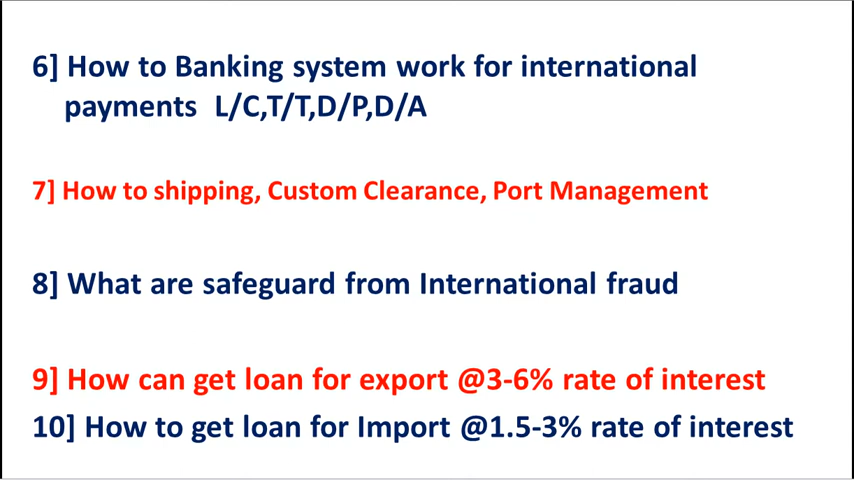 6] How to Banking system work for international
payments L/C,T/T,D/P,D/A
7] How to shipping, Custom Clearance, Port Management
8] What are safeguard from International fraud
9] How can get loan for export @3-6% rate of interest
10] How to get loan for Import @1.5-3% rate of interest